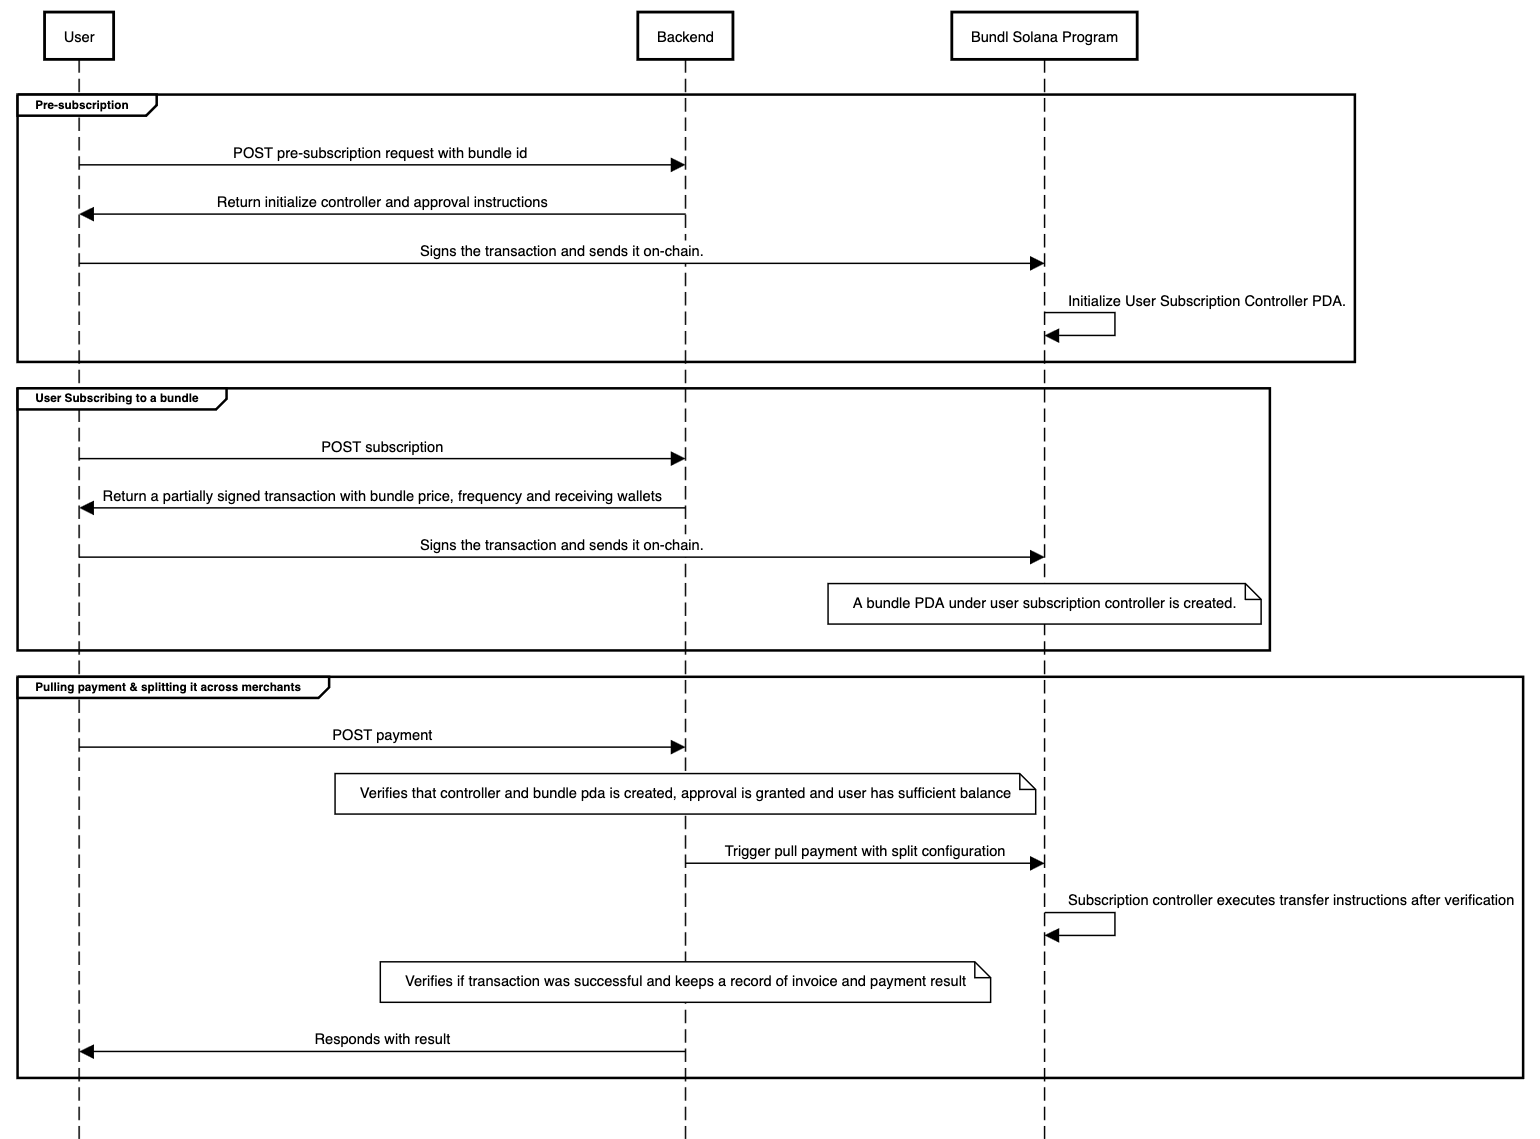 User
Backend
Bundl Solana Program
Pre-subscription
POST pre-subscription request with bundle id
Return initialize controller and approval instructions
Signs the transaction and sends it on-chain.
Initialize User Subscription Controller PDA.
User Subscribing to a bundle
POST subscription
Return a partially signed transaction with bundle price, frequency and receiving wallets
Signs the transaction and sends it on-chain.
A bundle PDA under user subscription controller is created.
Pulling payment & splitting it across merchants
POST payment
Verifies that controller and bundle pda is created, approval is granted and user has sufficient balance
Trigger pull payment with split configuration
Subscription controller executes transfer instructions after verification
Verifies if transaction was successful and keeps a record of invoice and payment result
Responds with result